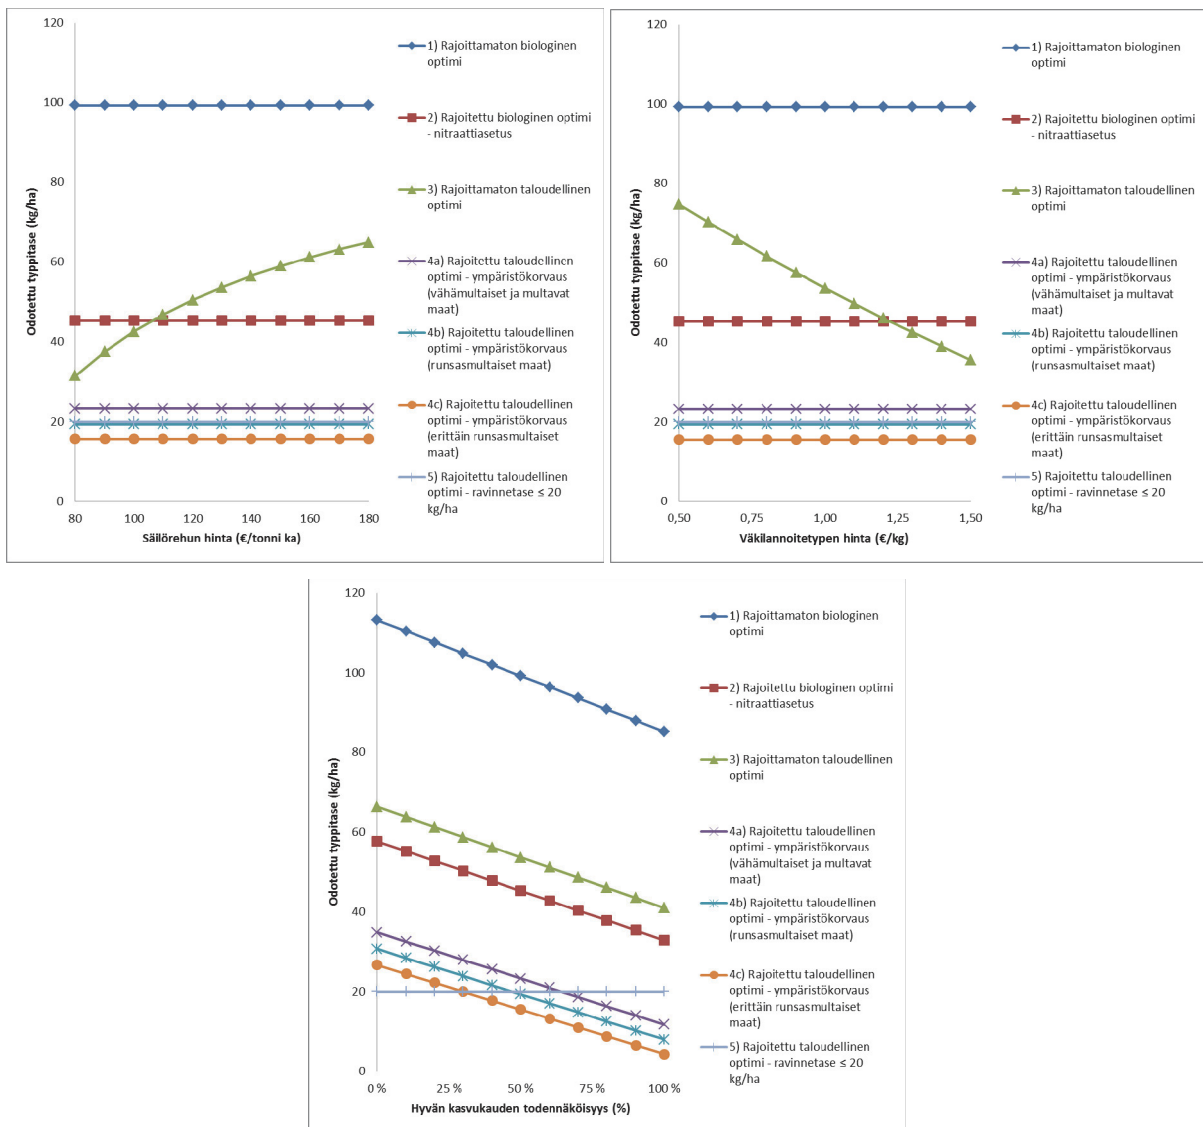 120
100
80
60
40
20
0
80
100
120
140
160
180
Odotettu typpitase (kg/ha)
Säilörehun hinta (€/tonni ka)
1) Rajoittamaton biologinen
optimi
2) Rajoitettu biologinen optimi
- nitraattiasetus
3) Rajoittamaton taloudellinen
optimi
4a) Rajoitettu taloudellinen
optimi - ympäristökorvaus
(vähämultaiset ja multavat
maat)
4b) Rajoitettu taloudellinen
optimi - ympäristökorvaus
(runsasmultaiset maat)
4c) Rajoitettu taloudellinen
optimi - ympäristökorvaus
(erittäin runsasmultaiset
maat)
5) Rajoitettu taloudellinen
optimi - ravinnetase ≤ 20
kg/ha
120
100
80
60
40
20
0
0,50
0,75
1,00
1,25
1,50
Odotettu typpitase (kg/ha)
Väkilannoitetypen hinta (€/kg)
1) Rajoittamaton biologinen
optimi
2) Rajoitettu biologinen optimi
- nitraattiasetus
3) Rajoittamaton taloudellinen
optimi
4a) Rajoitettu taloudellinen
optimi - ympäristökorvaus
(vähämultaiset ja multavat
maat)
4b) Rajoitettu taloudellinen
optimi - ympäristökorvaus
(runsasmultaiset maat)
4c) Rajoitettu taloudellinen
optimi - ympäristökorvaus
(erittäin runsasmultaiset
maat)
5) Rajoitettu taloudellinen
optimi - ravinnetase ≤ 20
kg/ha
120
100
80
60
40
20
0
0 %
25 %
50 %
75 %
100 %
Odotettu typpitase (kg/ha)
Hyvän kasvukauden todennäköisyys (%)
1) Rajoittamaton biologinen
optimi
2) Rajoitettu biologinen optimi
- nitraattiasetus
3) Rajoittamaton taloudellinen
optimi
4a) Rajoitettu taloudellinen
optimi - ympäristökorvaus
(vähämultaiset ja multavat
maat)
4b) Rajoitettu taloudellinen
optimi - ympäristökorvaus
(runsasmultaiset maat)
4c) Rajoitettu taloudellinen
optimi - ympäristökorvaus
(erittäin runsasmultaiset
maat)
5) Rajoitettu taloudellinen
optimi - ravinnetase ≤ 20
kg/ha